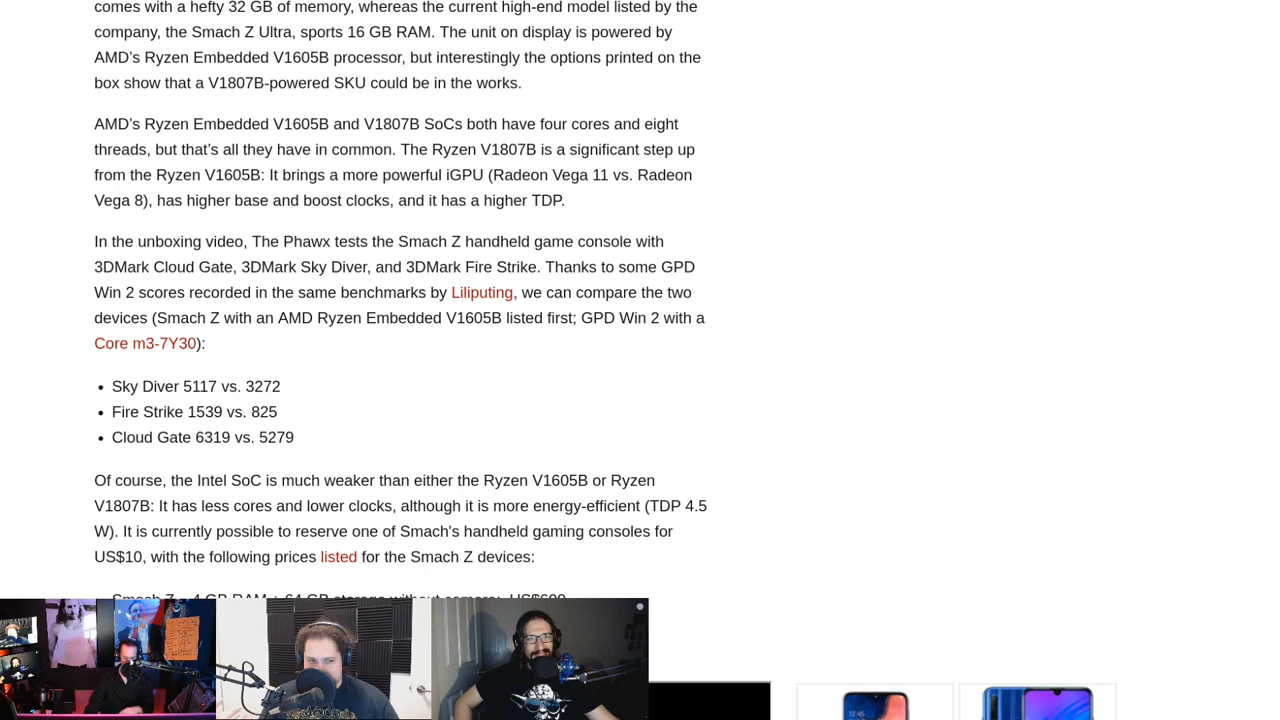 comes with a hefty 32 GB of memory, whereas the current high-end model listed by the
company, the Smach Z Ultra, sports 16 GB RAM. The unit on display is powered by
AMD’s Ryzen Embedded V1605B processor, but interestingly the options printed on the
box show that a V1807B-powered SKU could be in the works.
AMD’s Ryzen Embedded V1605B and V1807B SoCs both have four cores and eight
threads, but that’s all they have in common. The Ryzen V1807B is a significant step up
from the Ryzen V1605B: It brings a more powerful iGPU (Radeon Vega 11 vs. Radeon
Vega 8), has higher base and boost clocks, and it has a higher TDP.
In the unboxing video, The Phawx tests the Smach Z handheld game console with
3DMark Cloud Gate, 3DMark Sky Diver, and 3DMark Fire Strike. Thanks to some GPD
Win 2 scores recorded in the same benchmarks by Liliputing, we can compare the two
devices (Smach Z with an AMD Ryzen Embedded V1605B listed first; GPD Win 2 with a
Core m3-7Y30):
• Sky Diver 5117 vs. 3272
• Fire Strike 1539 vs. 825
• Cloud Gate 6319 vs. 5279
Of course, the Intel SoC is much weaker than either the Ryzen V1605B or Ryzen
V1807B: It has less cores and lower clocks, although it is more energy-efficient (TDP 4.5
W). It is currently possible to reserve one of Smach's handheld gaming consoles for
US$10, with the following prices listed for the Smach Z devices:
Smach Z – 4 GB RAM + 64 GB storage without camera: US$699